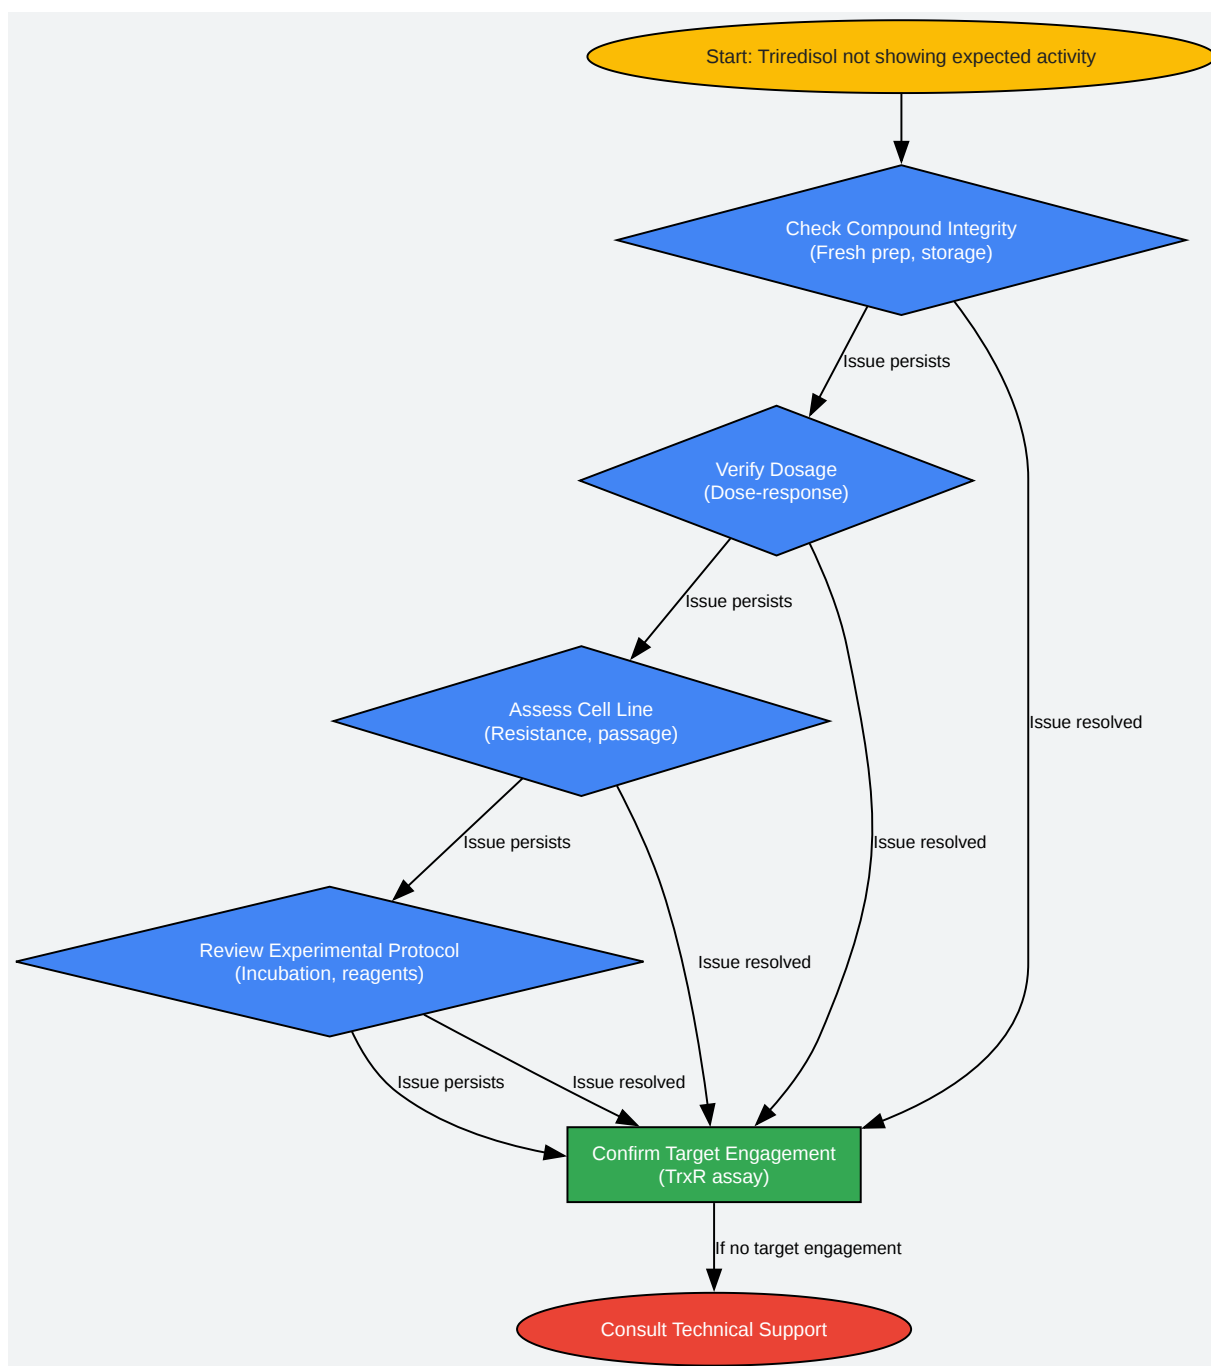 Start: Triredisol not showing expected activity
Check Compound Integrity
(Fresh prep, storage)
Issue persists
Verify Dosage
(Dose-response)
Issue persists
Assess Cell Line
(Resistance, passage)
Issue resolved
Issue persists
Issue resolved
Review Experimental Protocol
(Incubation, reagents)
Issue resolved
Issue persists
Issue resolved
Confirm Target Engagement
(TrxR assay)
If no target engagement
Consult Technical Support